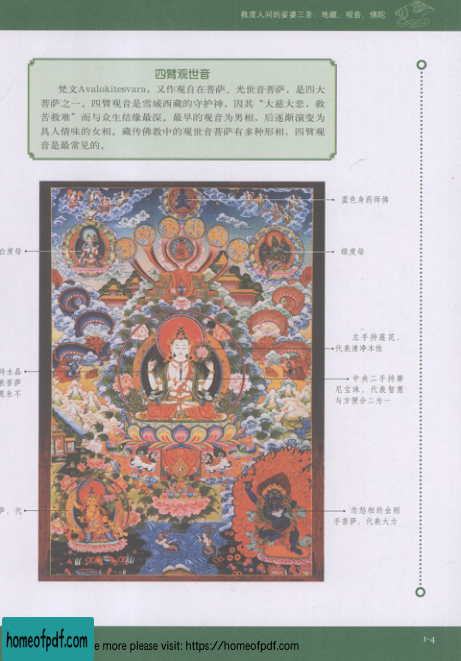 救度人间的娑婆三圣：地藏、观音、佛陀
四臂观世音
梵文Avalokitesvara，又作观自在菩萨、光世音菩萨，是四大
菩萨之一。四臂观音是雪域西藏的守护神，因其“大慈大悲，救
苦救难”而与众生结缘最深。最早的观音为男相，后逐渐演变为
具人情味的女相。藏传佛教中的观世音菩萨有多种形相，四臂观
音是最常见的。
蓝色身药师佛
白度母
绿度母
左手持莲花，
代表清净本性
持水晶
表菩萨
恶永不
中央二手持摩
尼宝珠，代表智慧
与方便合二为一
萨，代
忿怒相的金刚
手菩萨，代表大力
1-4
homeofpdf.com
e more please visit: https://homeofpdf.com